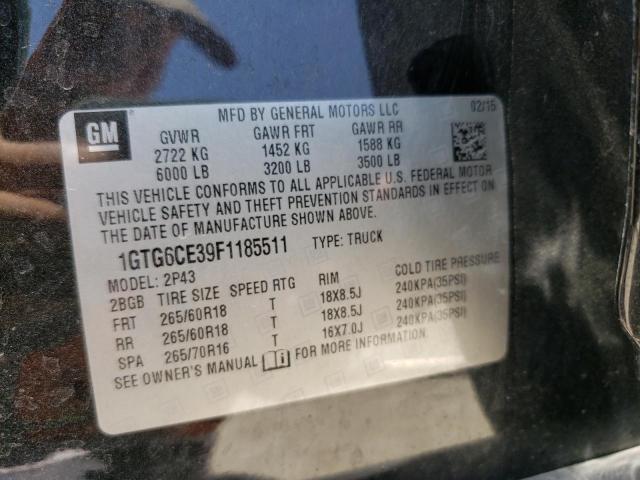 MFD BY GENERAL MOTORS LLC 02/15
GM
GVWR GAWR FRT GAWR RR
2722 KG 1452 KG 1588 KG
6000 LB 3200 LB 3500 LB
THIS VEHICLE CONFORMS TO ALL APPLICABLE U.S. FEDERAL MOTOR
VEHICLE SAFETY AND THEFT PREVENTION STANDARDS IN EFFECT ON
THE DATE OF MANUFACTURE SHOWN ABOVE.
1GTG6CE39F1185511 TYPE: TRUCK
MODEL: 2P43
2BGB TIRE SIZE SPEED RTG RIM COLD TIRE PRESSURE
FRT 265/60R18 T 18X8.5J 240KPA(35PSI)
RR 265/60R18 T 18X8.5J 240KPA(35PSI)
SPA 265/70R16 T 16X7.0J 240KPA(35PSI)
SEE OWNER'S MANUAL FOR MORE INFORMATION.